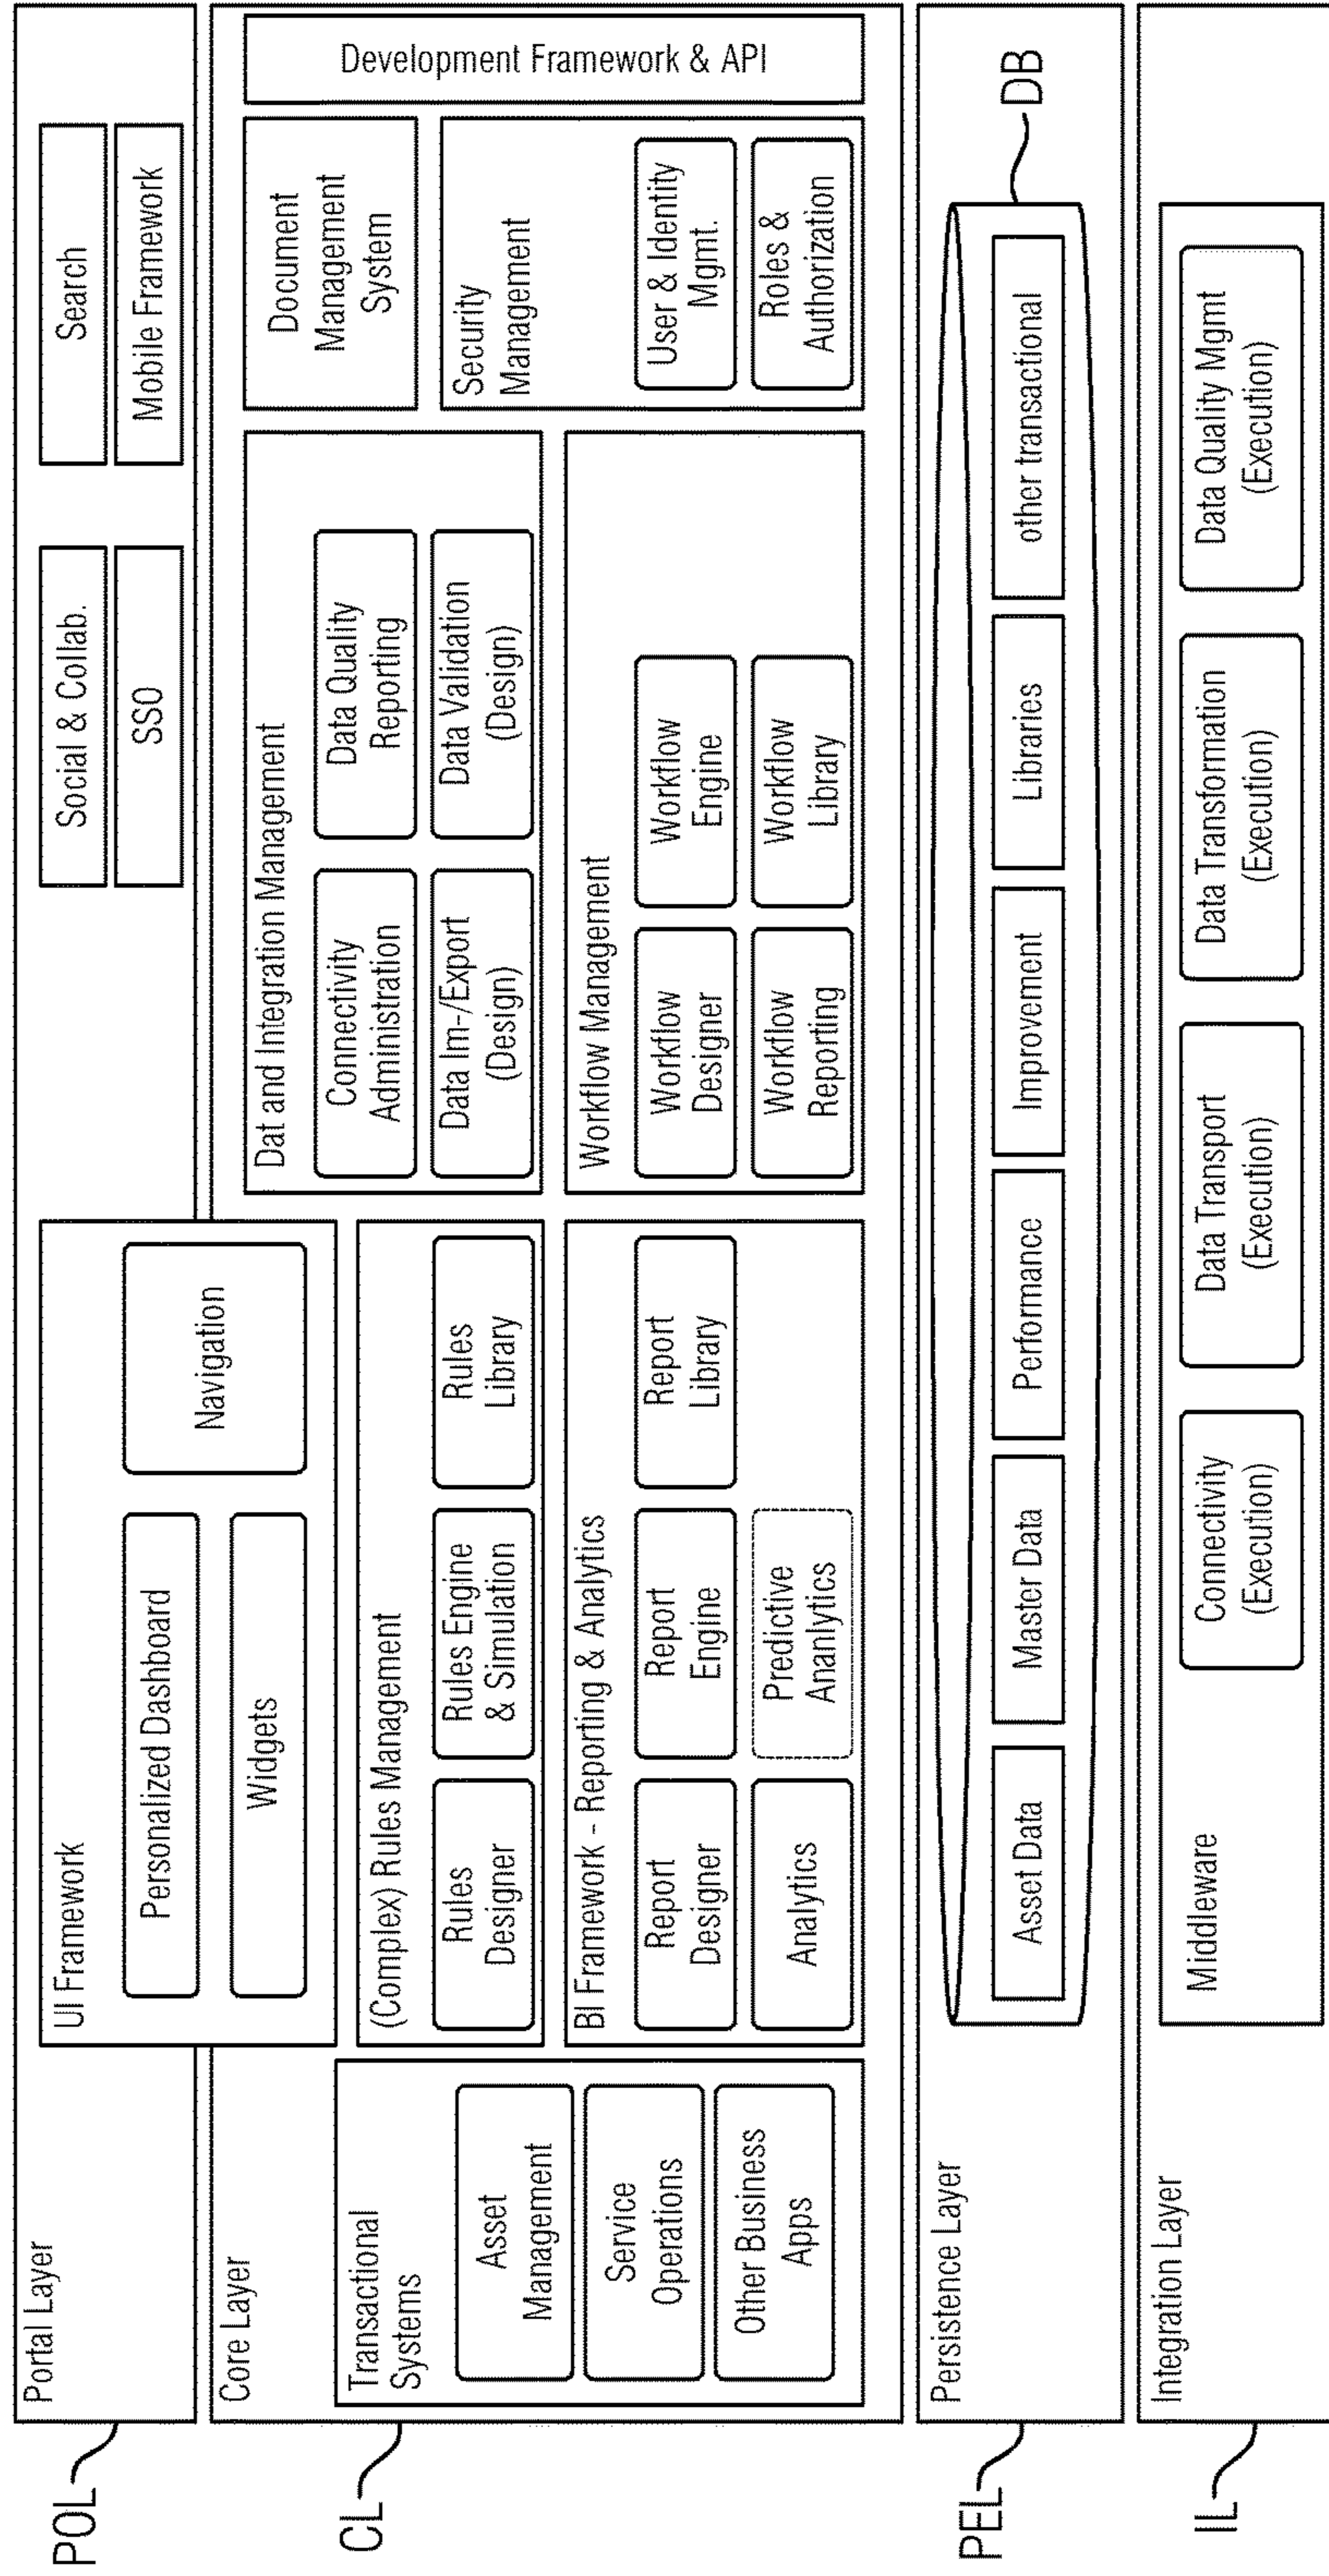 POL
Portal Layer
UI Framework
Personalized Dashboard
Widgets
Navigation
Social & Collab.
SSO
Search
Mobile Framework
CL
Core Layer
Transactional
Systems
Asset
Management
Service
Operations
Other Business
Apps
(Complex) Rules Management
Rules
Designer
Rules Engine
& Simulation
Rules
Library
BI Framework - Reporting & Analytics
Report
Designer
Report
Engine
Report
Library
Analytics
Predictive
Ananlytics
Dat and Integration Management
Connectivity
Administration
Data Quality
Reporting
Data Im-/Export
(Design)
Data Validation
(Design)
Workflow Management
Workflow
Designer
Workflow
Engine
Workflow
Reporting
Workflow
Library
Document
Management
System
Security
Management
User & Identity
Mgmt.
Roles &
Authorization
Development Framework & API
PEL
Persistence Layer
Asset Data
Master Data
Performance
Improvement
Libraries
other transactional
DB
IL
Integration Layer
Middleware
Connectivity
(Execution)
Data Transport
(Execution)
Data Transformation
(Execution)
Data Quality Mgmt
(Execution)